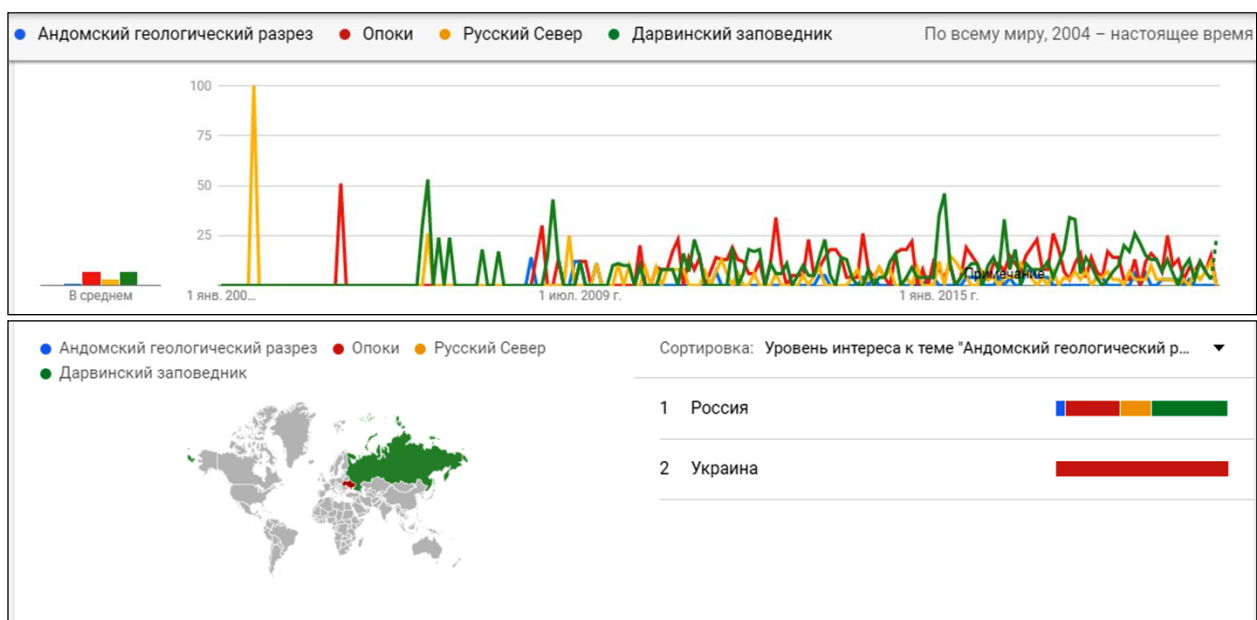 Андомский геологический разрез Опоки Русский Север Дарвинский заповедник По всему миру, 2004 – настоящее время
100
75
50
25
Примечание
В среднем 1 янв. 200... 1 июл. 2009 г. 1 янв. 2015 г.
Андомский геологический разрез Опоки Русский Север
Дарвинский заповедник
Сортировка: Уровень интереса к теме "Андомский геологический р...
1 Россия
2 Украина